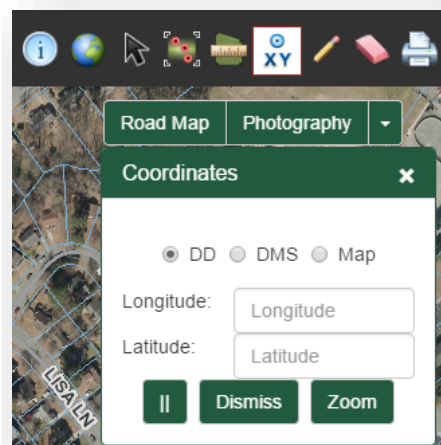 i
XY
Road Map Photography
Coordinates ×
DD DMS Map
Longitude: Longitude
Latitude: Latitude
|| Dismiss Zoom
LISA LN